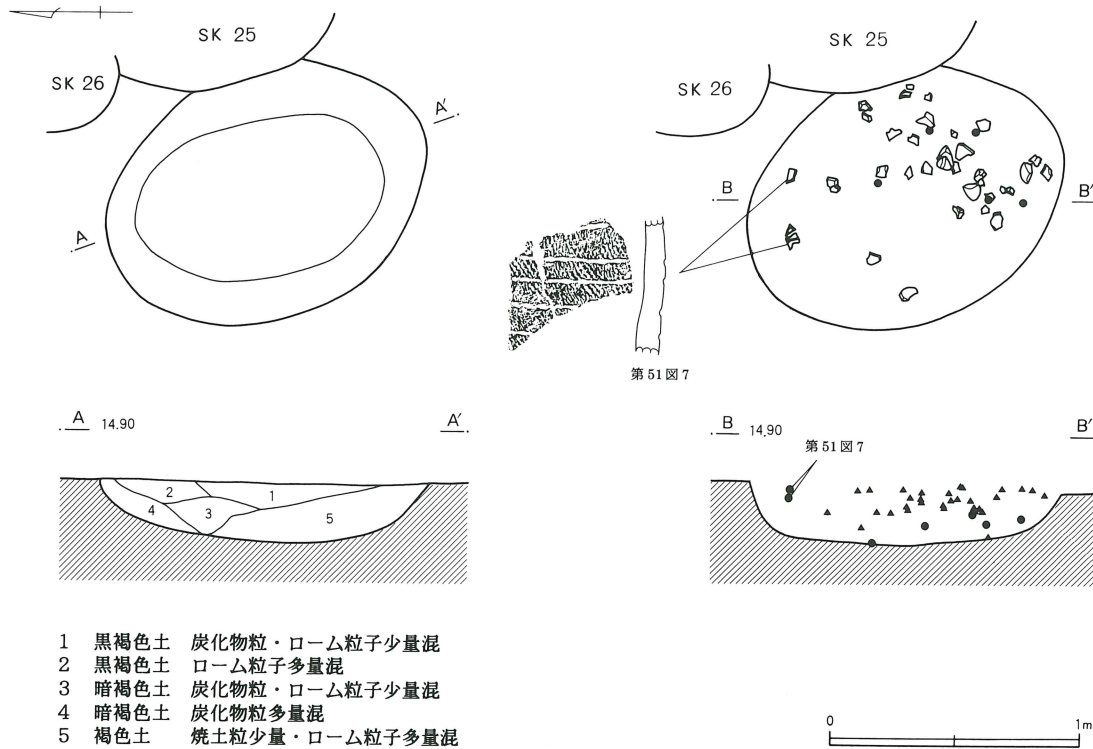 SK 25
SK 26
A
A′
SK 25
SK 26
B
B′
第51図7
A 14.90 A′
2
1
4
3
5
B 14.90 B′
第51図7
1 黒褐色土 炭化物粒・ローム粒子少量混
2 黒褐色土 ローム粒子多量混
3 暗褐色土 炭化物粒・ローム粒子少量混
4 暗褐色土 炭化物粒多量混
5 褐色土 焼土粒少量・ローム粒子多量混
0 1m